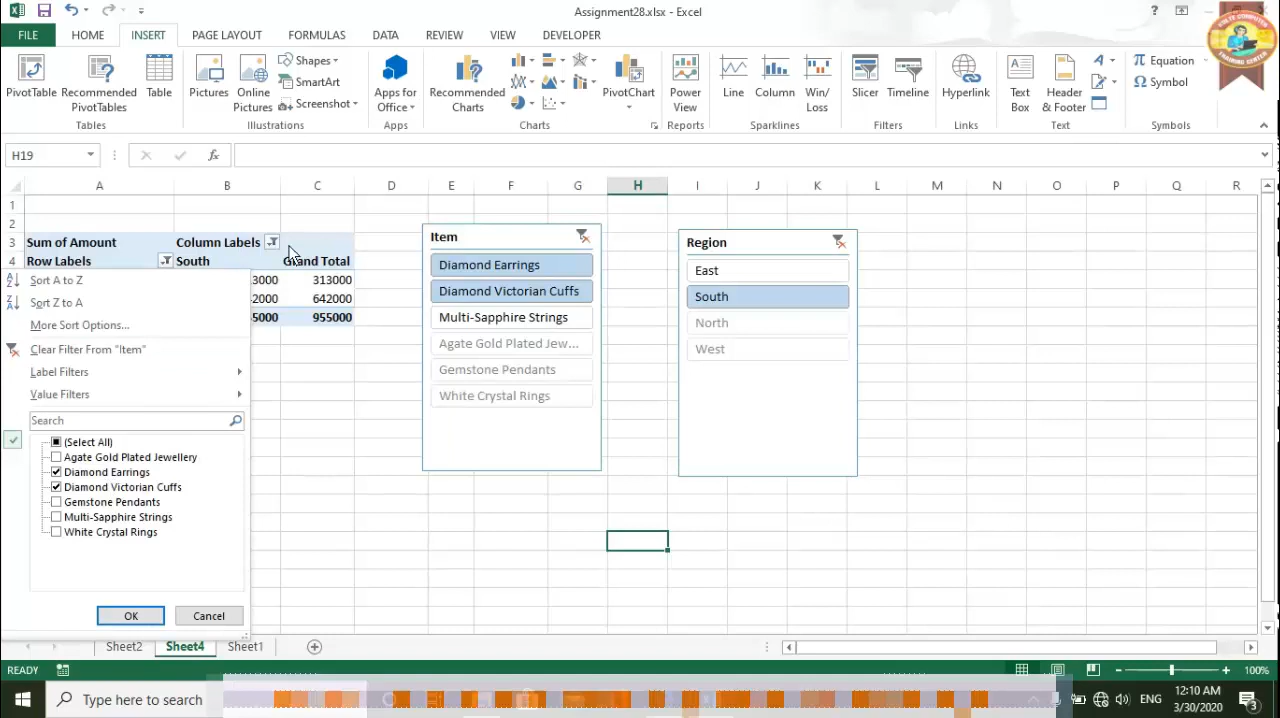 Assignment28.xlsx - Excel
FILE HOME INSERT PAGE LAYOUT FORMULAS DATA REVIEW VIEW DEVELOPER
PivotTable Recommended PivotTables Table Pictures Online Pictures Shapes SmartArt Screenshot Apps for Office Recommended Charts PivotChart Power View Line Column Win/Loss Slicer Timeline Hyperlink Text Box Header & Footer Equation Symbol
Tables Illustrations Apps Charts Reports Sparklines Filters Links Text Symbols
H19 fx
A B C D E F G H I J K L M N O P Q R
1
2
3 Sum of Amount Column Labels
4 Row Labels South Grand Total
3000 313000
2000 642000
5000 955000
Sort A to Z
Sort Z to A
More Sort Options...
Clear Filter From "Item"
Label Filters
Value Filters
Search
(Select All)
Agate Gold Plated Jewellery
Diamond Earrings
Diamond Victorian Cuffs
Gemstone Pendants
Multi-Sapphire Strings
White Crystal Rings
OK Cancel
Item
Diamond Earrings
Diamond Victorian Cuffs
Multi-Sapphire Strings
Agate Gold Plated Jew...
Gemstone Pendants
White Crystal Rings
Region
East
South
North
West
Sheet2 Sheet4 Sheet1
READY 100%
Type here to search ENG 12:10 AM
3/30/2020 3